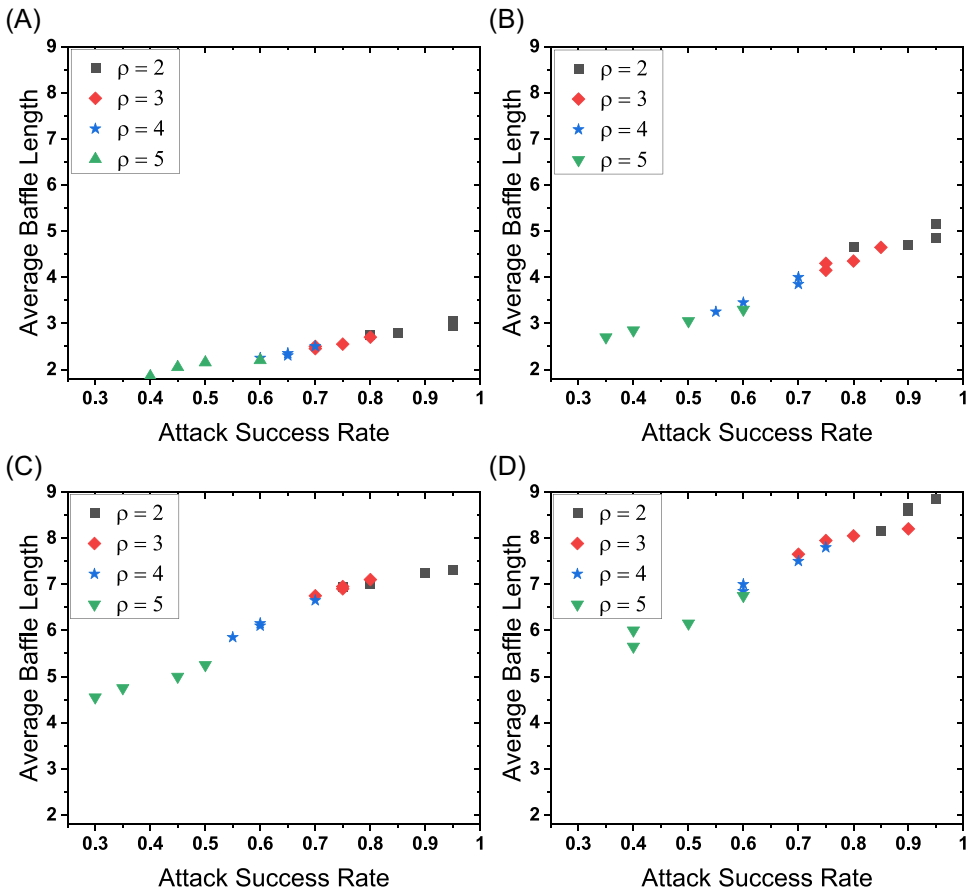 (A)
9
8
7
6
5
4
3
2
Average Baffle Length
ρ = 2
ρ = 3
ρ = 4
ρ = 5
0.3 0.4 0.5 0.6 0.7 0.8 0.9 1
Attack Success Rate
(B)
9
8
7
6
5
4
3
2
Average Baffle Length
ρ = 2
ρ = 3
ρ = 4
ρ = 5
0.3 0.4 0.5 0.6 0.7 0.8 0.9 1
Attack Success Rate
(C)
9
8
7
6
5
4
3
2
Average Baffle Length
ρ = 2
ρ = 3
ρ = 4
ρ = 5
0.3 0.4 0.5 0.6 0.7 0.8 0.9 1
Attack Success Rate
(D)
9
8
7
6
5
4
3
2
Average Baffle Length
ρ = 2
ρ = 3
ρ = 4
ρ = 5
0.3 0.4 0.5 0.6 0.7 0.8 0.9 1
Attack Success Rate